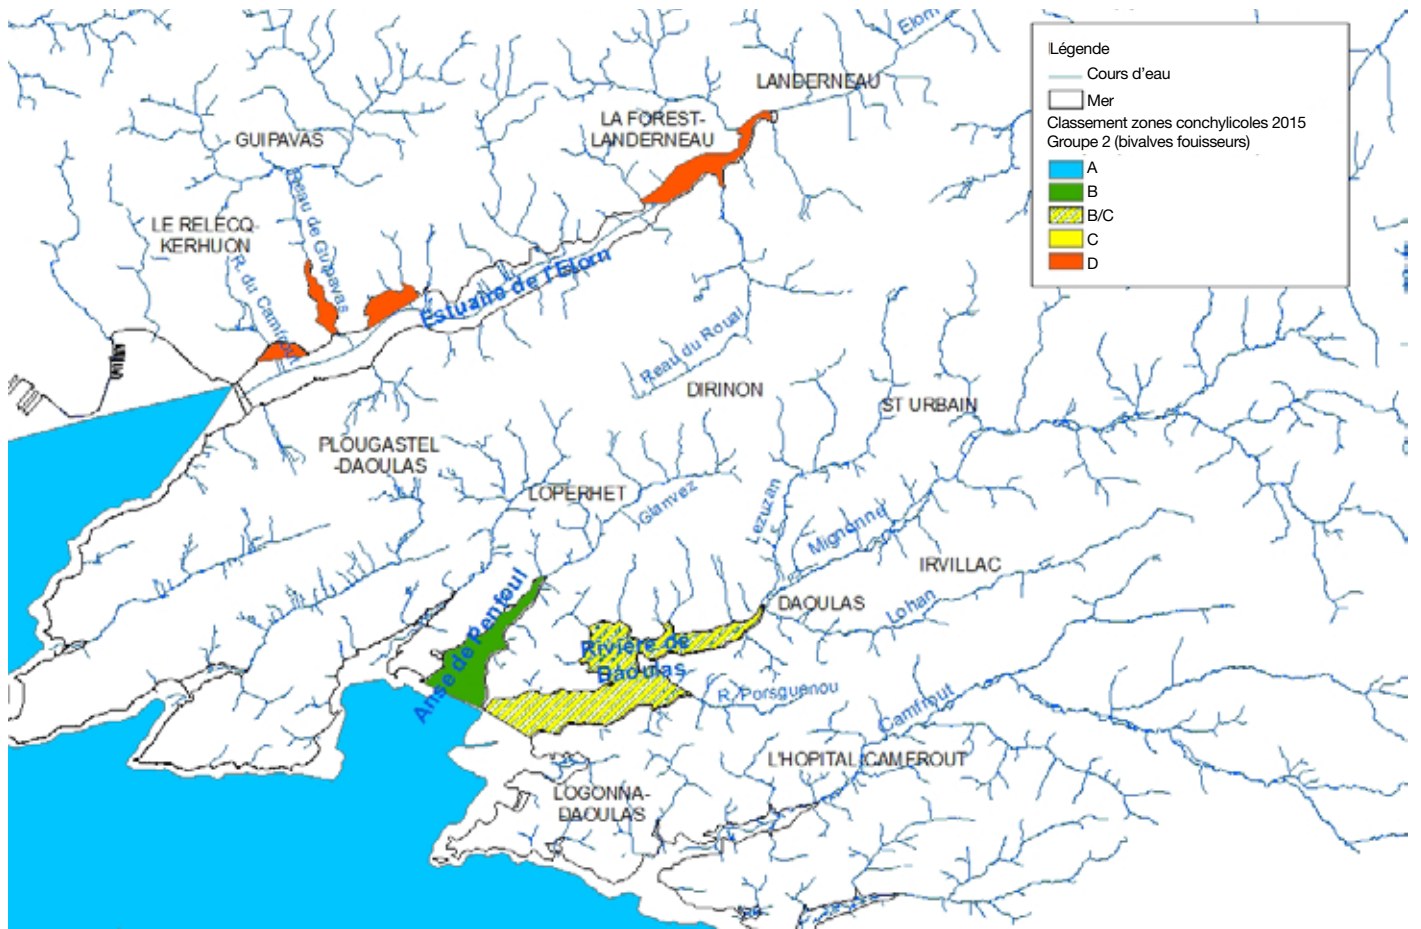 Légende
Cours d'eau
Mer
Classement zones conchylicoles 2015
Groupe 2 (bivalves fouisseurs)
A
B
B/C
C
D
Elorn
LANDERNEAU
LA FOREST-
LANDERNEAU
GUIPAVAS
Reau de Guipavas
LE RELECQ-
KERHUON
R. du Camfrout
Estuaire de l'Elorn
Reau du Roual
DIRINON
ST URBAIN
PLOUGASTEL
-DAOULAS
LOPERHET
Glanvez
Lezuzan
Mignonne
IRVILLAC
DAOULAS
Lohan
Anse de Penfoul
Rivière de
Daoulas
R. Porsguenou
Camfrout
L'HOPITAL CAMFROUT
LOGONNA-
DAOULAS